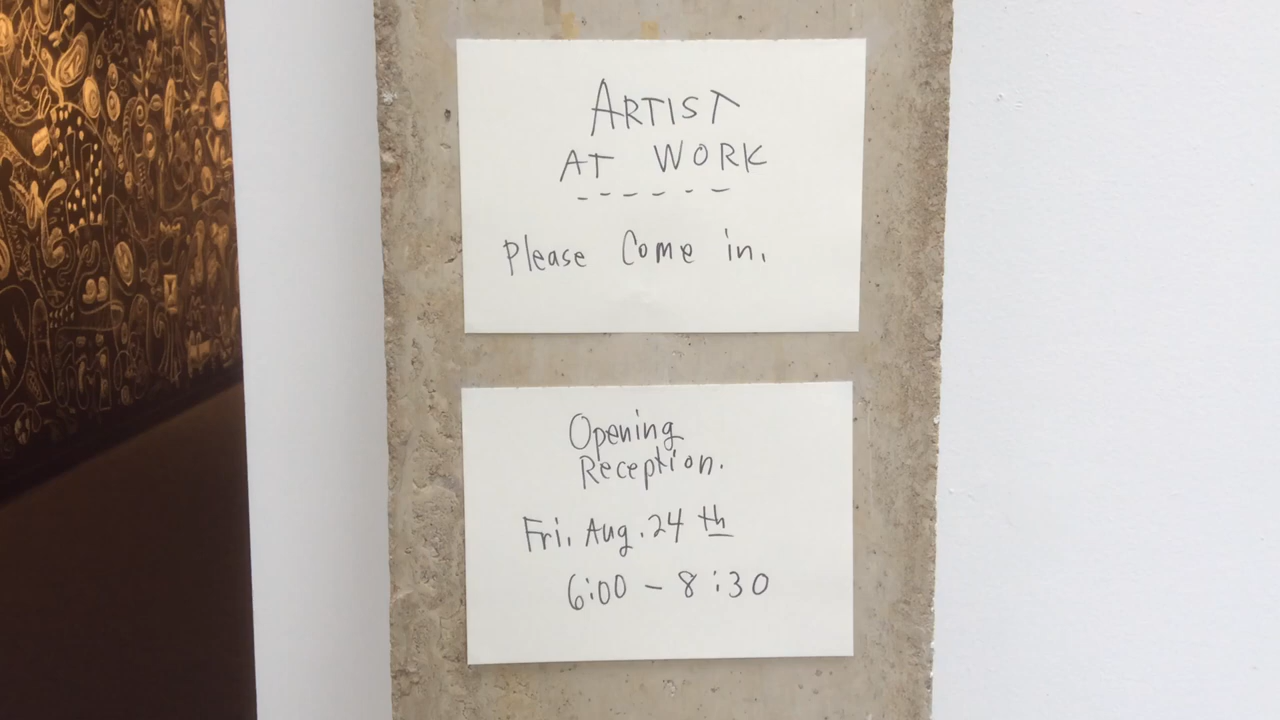 ARTIST
AT WORK
------
Please Come in.
Opening
Reception.
Fri. Aug. 24 th
6:00 - 8:30